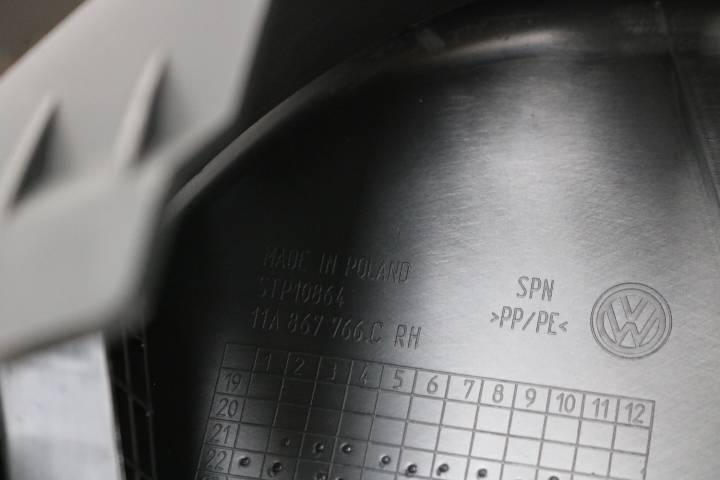 MADE IN POLAND
STP10864
11A 867 766.C RH
SPN
>PP/PE<
VW
1 2 3 4 5 6 7 8 9 10 11 12
19
20
21
22